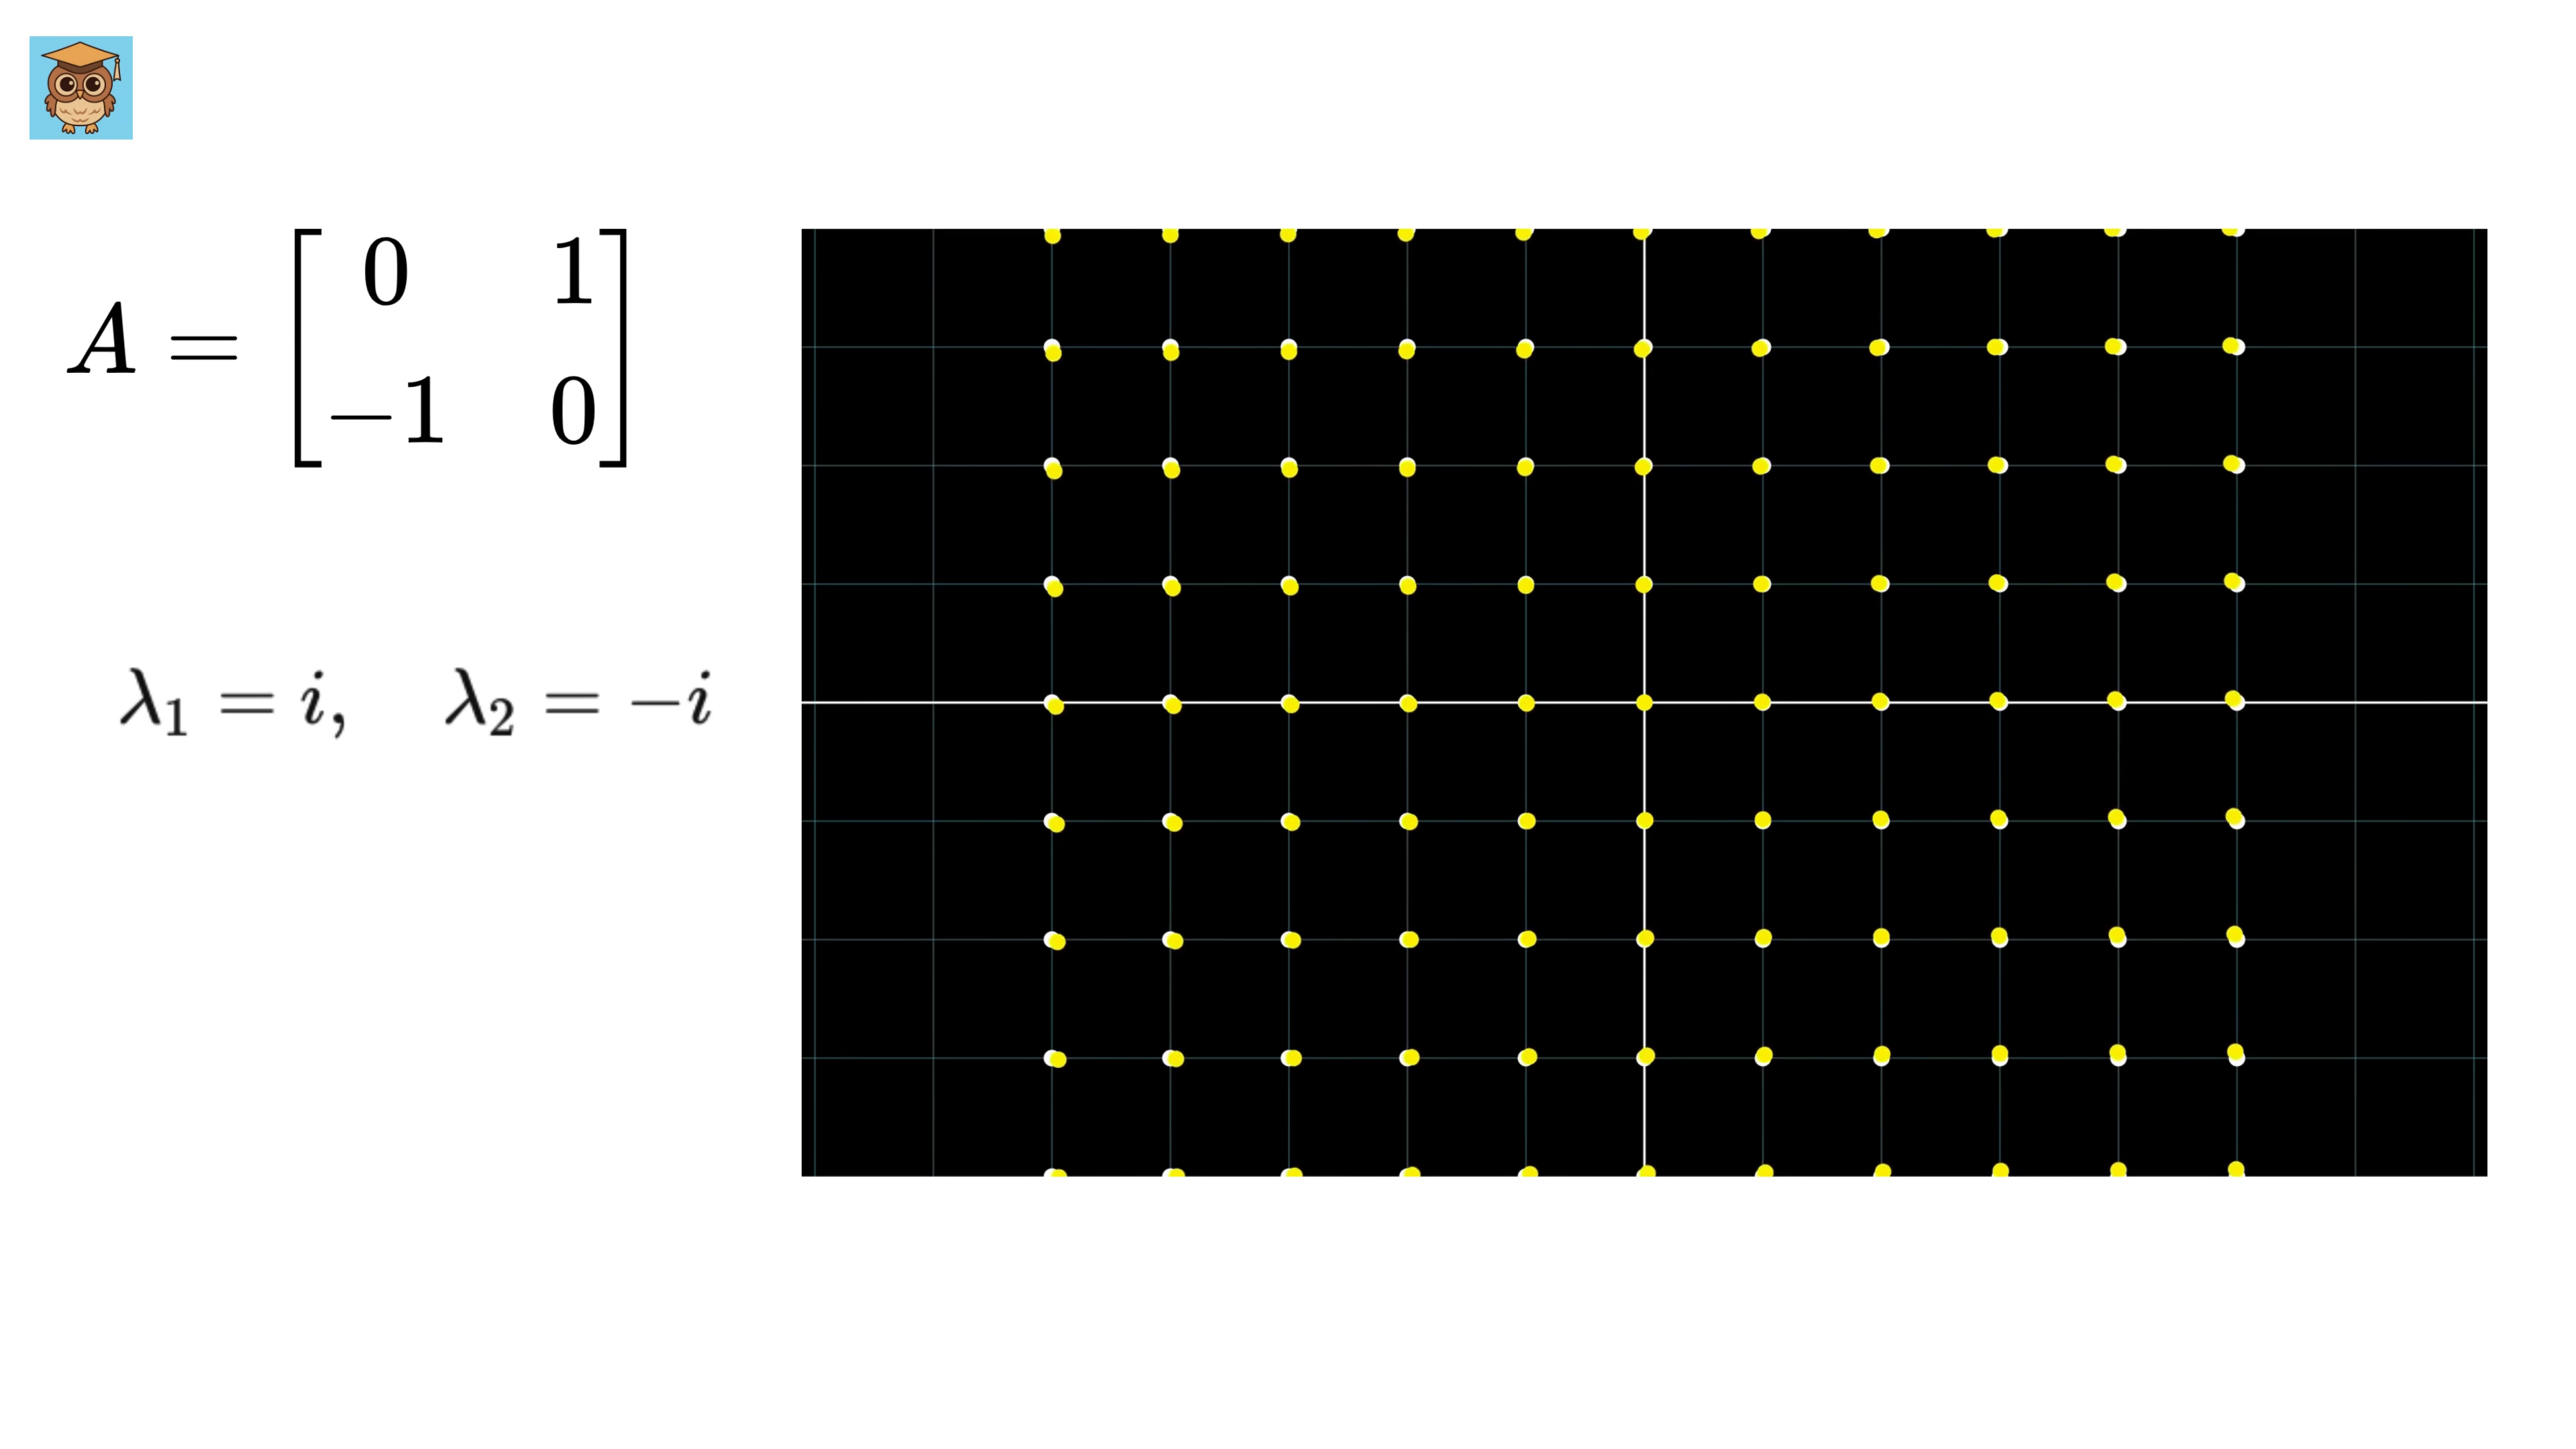 A = [ 0 1
-1 0 ]
λ₁ = i, λ₂ = −i